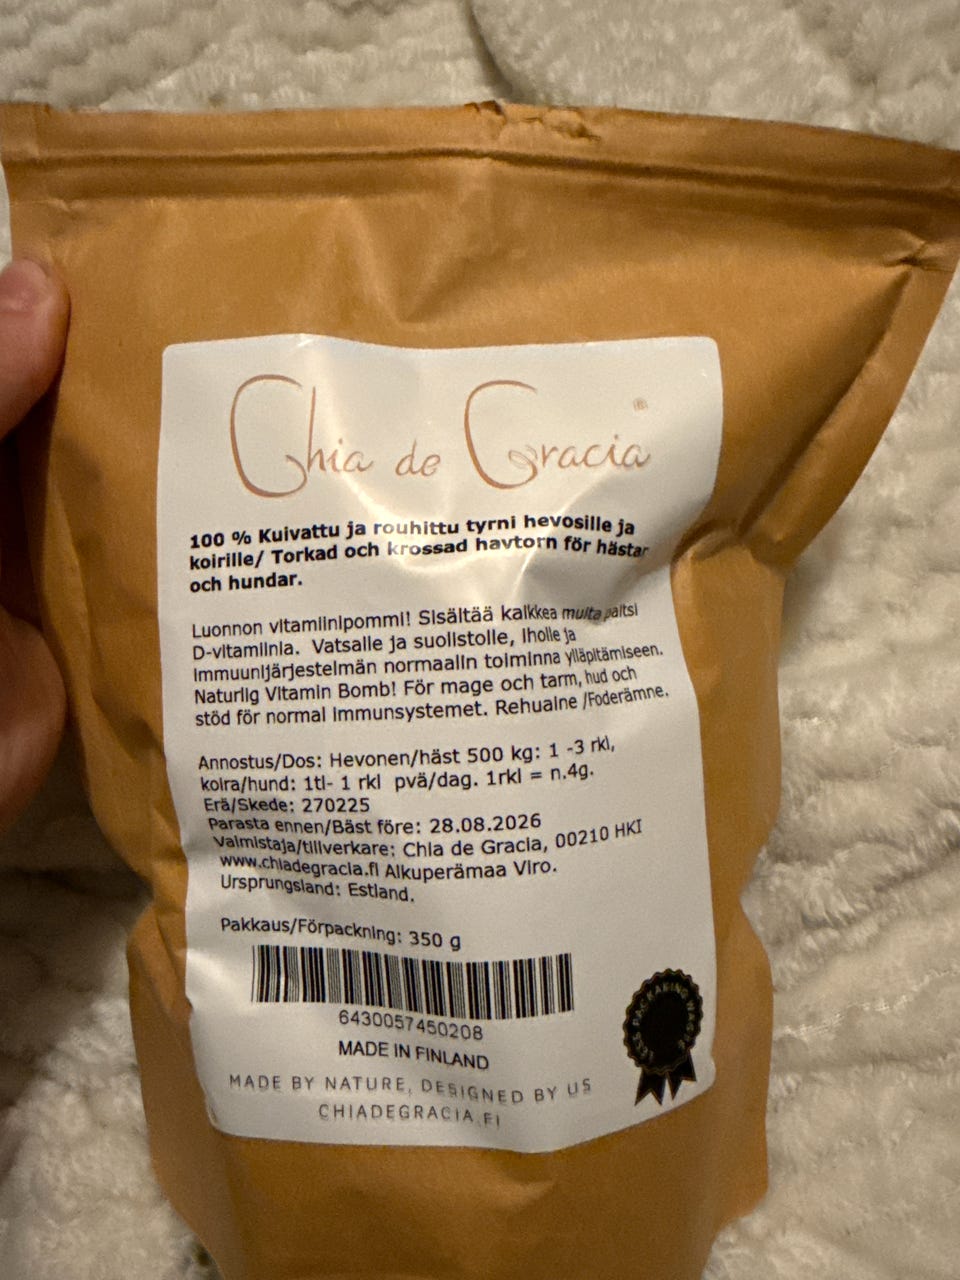 Chia de Gracia®
100 % Kuivattu ja rouhittu tyrni hevosille ja
koirille/ Torkad och krossad havtorn för hästar
och hundar.
Luonnon vitamiinipommi! Sisältää kaikkea muita paitsi
D-vitamiinia. Vatsalle ja suolistolle, iholle ja
immuunijärjestelmän normaalin toiminna ylläpitämiseen.
Naturlig Vitamin Bomb! För mage och tarm, hud och
stöd för normal immunsystemet. Rehuaine /Foderämne.
Annostus/Dos: Hevonen/häst 500 kg: 1 -3 rkl,
koira/hund: 1tl- 1 rkl pvä/dag. 1rkl = n.4g.
Erä/Skede: 270225
Parasta ennen/Bäst före: 28.08.2026
Valmistaja/tillverkare: Chia de Gracia, 00210 HKI
www.chiadegracia.fi Alkuperämaa Viro.
Ursprungsland: Estland.
Pakkaus/Förpackning: 350 g
6430057450208
MADE IN FINLAND
MADE BY NATURE, DESIGNED BY US
CHIADEGRACIA.FI
LESS PACKAGING WASTE